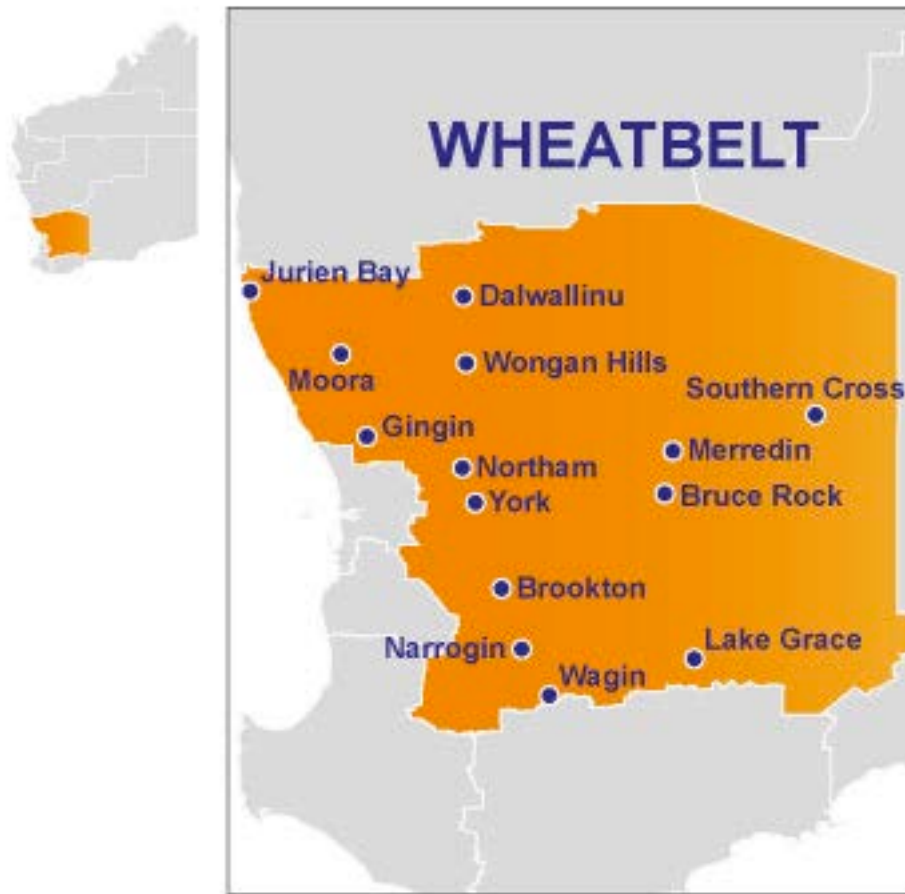 WHEATBELT
Jurien Bay
Dalwallinu
Moora
Wongan Hills
Southern Cross
Gingin
Merredin
Northam
Bruce Rock
York
Brookton
Narrogin
Lake Grace
Wagin